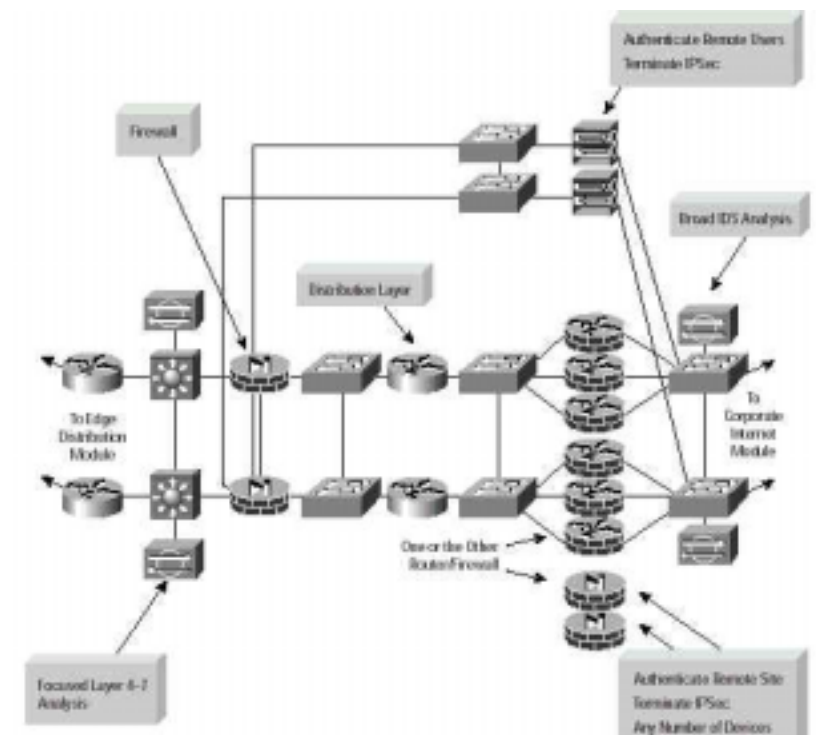 Authenticate Remote Users
Terminate IPSec
Firewall
Broad IDS Analysis
Distribution Layer
To Edge
Distribution
Module
To
Corporate
Internet
Module
One or the Other
Router/Firewall
Focused Layer 4–7
Analysis
Authenticate Remote Site
Terminate IPSec
Any Number of Devices